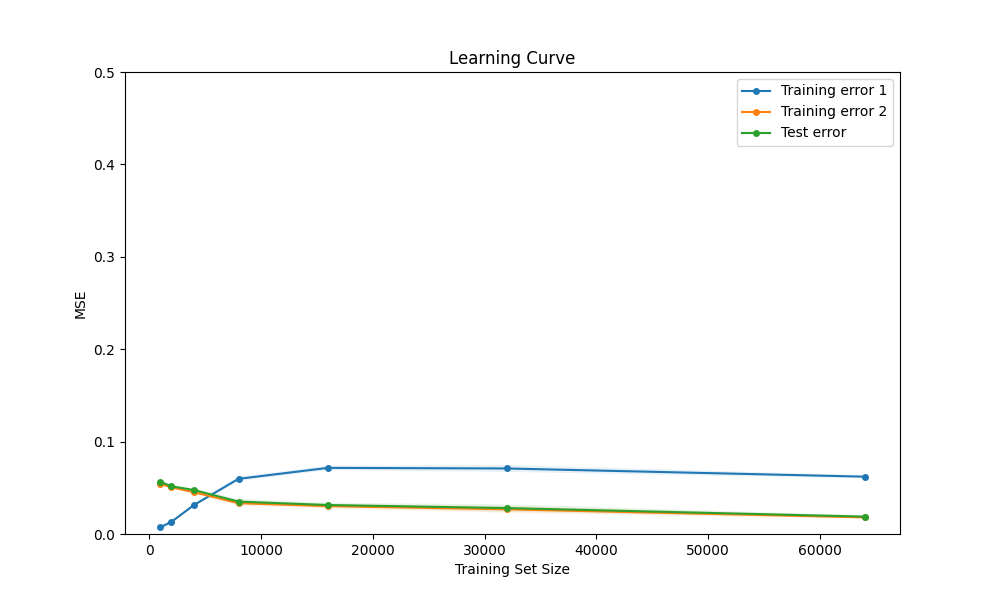 Learning Curve
0.5
0.4
0.3
0.2
0.1
0.0
MSE
Training error 1
Training error 2
Test error
0
10000
20000
30000
40000
50000
60000
Training Set Size